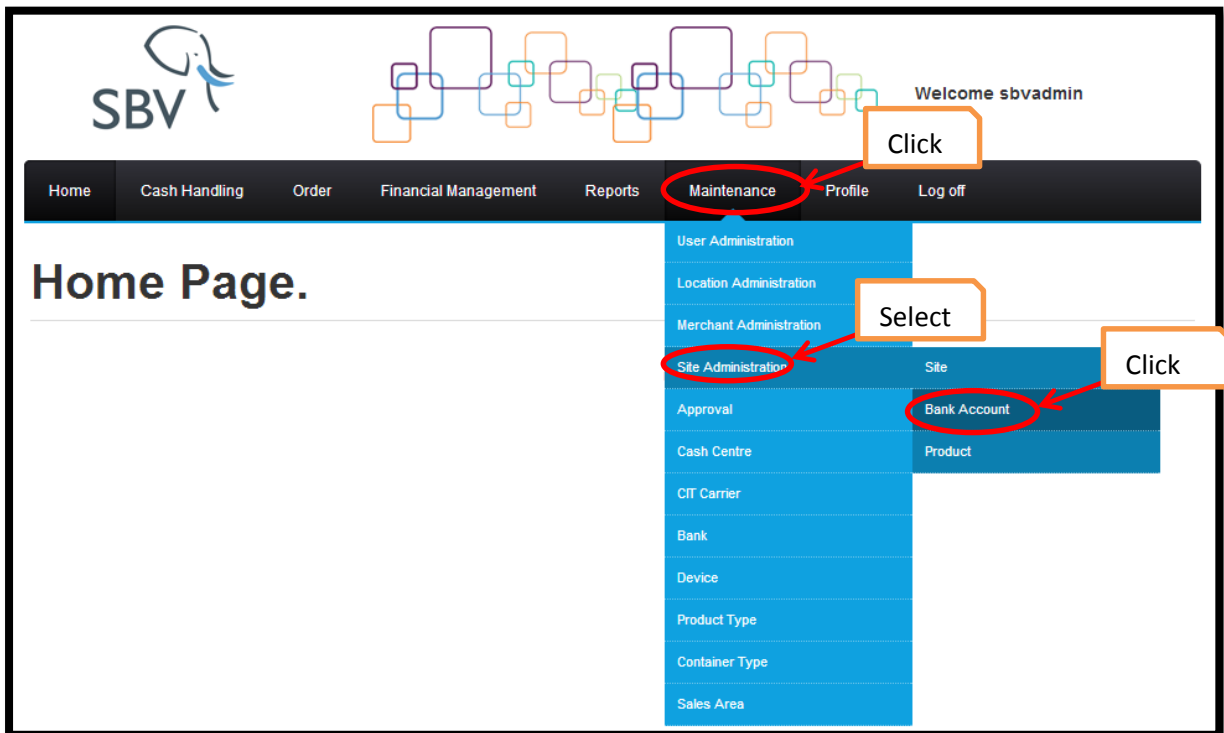 SBV
Welcome sbvadmin
Click
Home Cash Handling Order Financial Management Reports Maintenance Profile Log off
Home Page.
User Administration
Location Administration
Merchant Administration
Select
Site Administration
Site
Click
Approval
Bank Account
Cash Centre
Product
CIT Carrier
Bank
Device
Product Type
Container Type
Sales Area